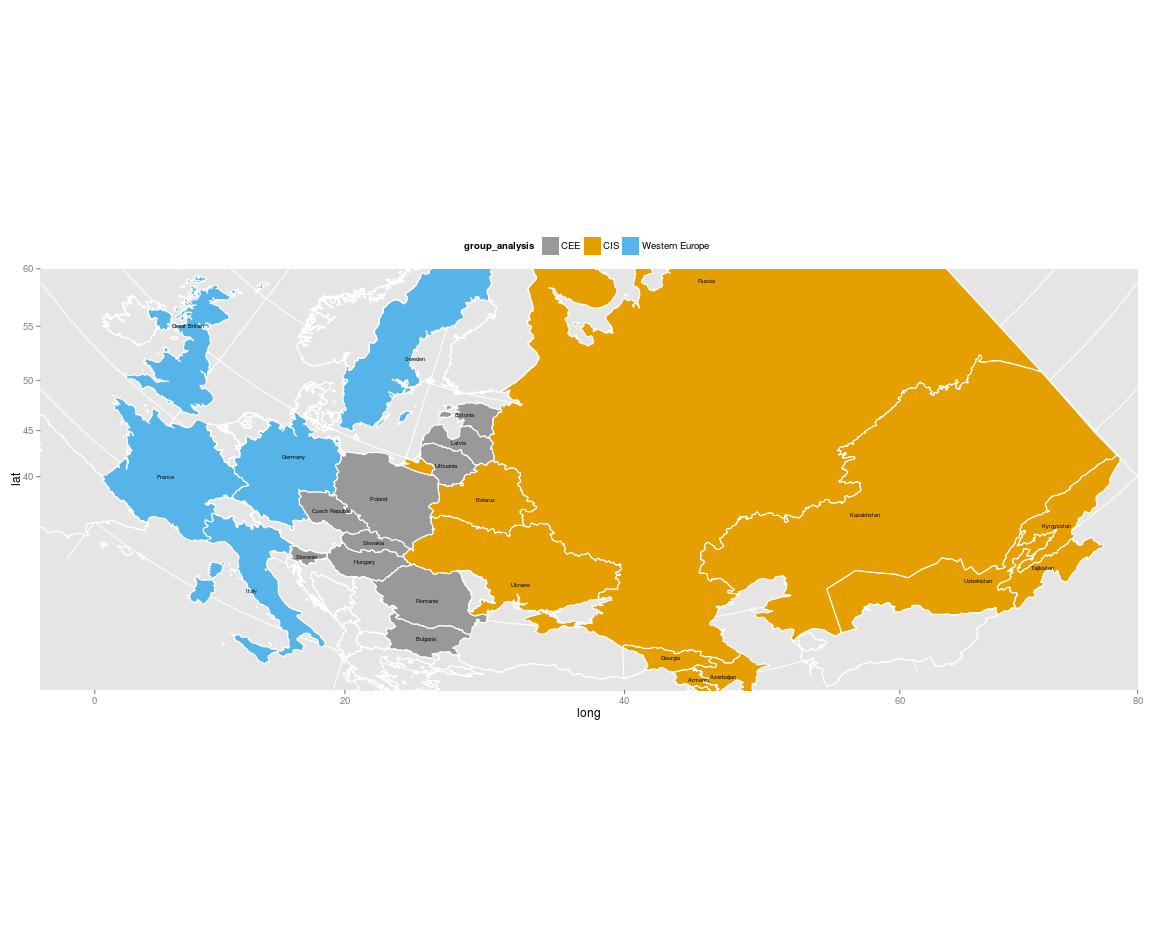 group_analysis CEE CIS Western Europe
60
Russia
55
Great Britain
Sweden
50
Estonia
45
Latvia
Germany
Lithuania
40
France
lat
Poland
Belarus
Czech Republic
Kazakhstan
Kyrgyzstan
Slovakia
Slovenia
Hungary
Tajikistan
Uzbekistan
Ukraine
Italy
Romania
Bulgaria
Georgia
Azerbaijan
Armenia
0 20 40 60 80
long